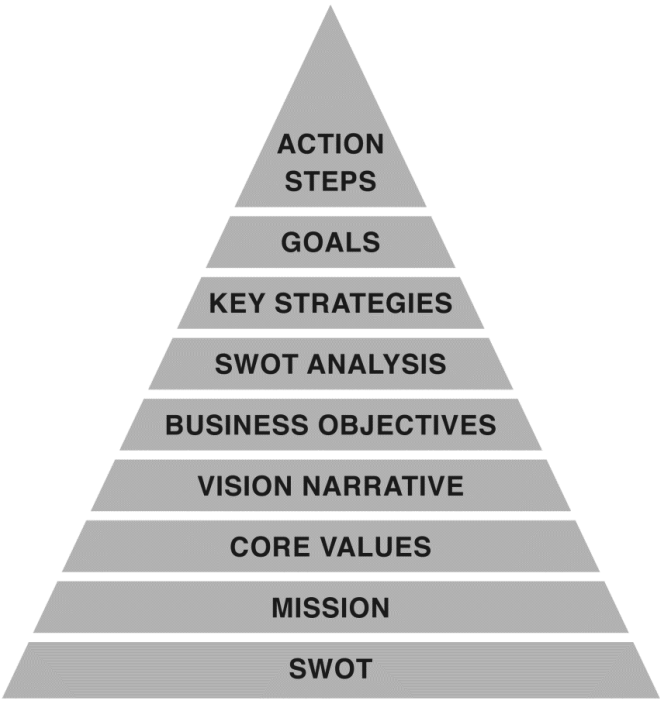 ACTION
STEPS
GOALS
KEY STRATEGIES
SWOT ANALYSIS
BUSINESS OBJECTIVES
VISION NARRATIVE
CORE VALUES
MISSION
SWOT